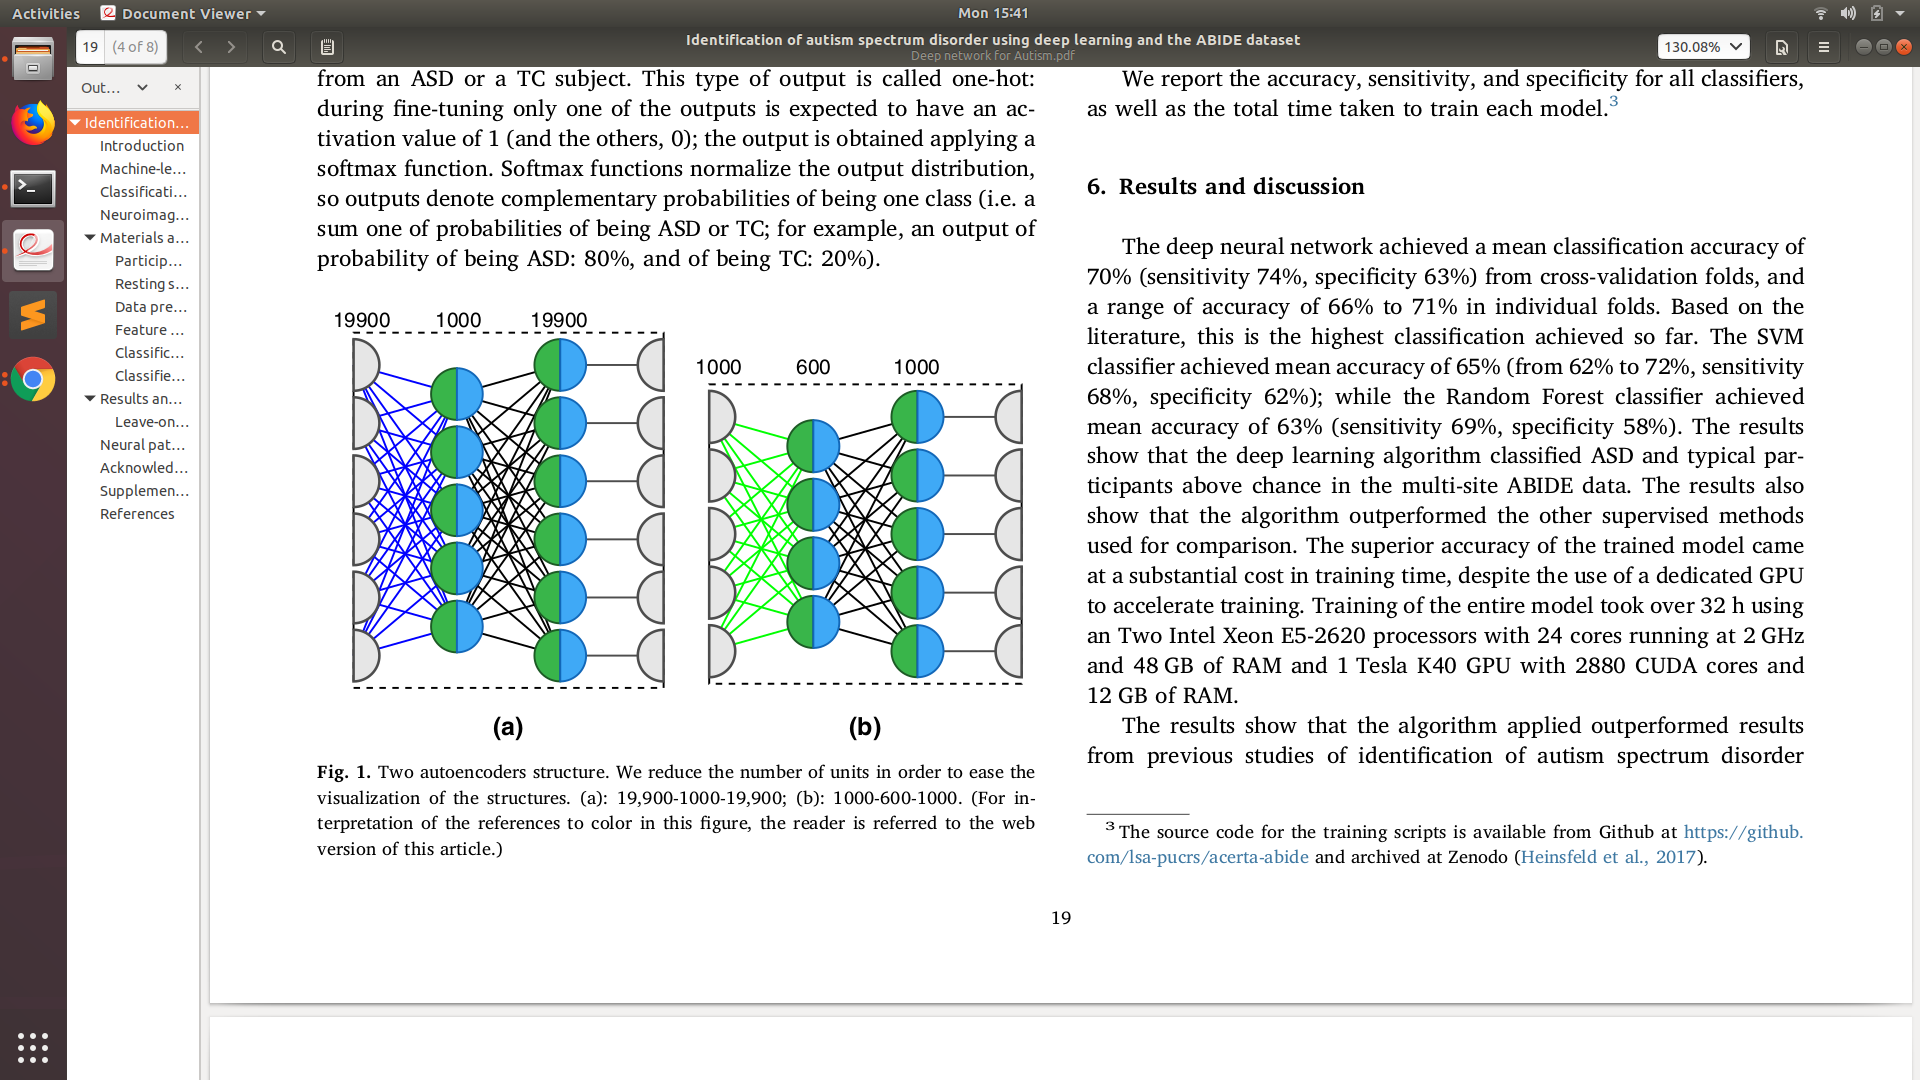 Activities
Document Viewer
Mon 15:41
19
(4 of 8)
Identification of autism spectrum disorder using deep learning and the ABIDE dataset
Deep network for Autism.pdf
130.08%
Out...
Identification...
Introduction
Machine-le...
Classificati...
Neuroimag...
Materials a...
Particip...
Resting s...
Data pre...
Feature ...
Classific...
Classifie...
Results an...
Leave-on...
Neural pat...
Acknowled...
Supplemen...
References
from an ASD or a TC subject. This type of output is called one-hot:
during fine-tuning only one of the outputs is expected to have an ac-
tivation value of 1 (and the others, 0); the output is obtained applying a
softmax function. Softmax functions normalize the output distribution,
so outputs denote complementary probabilities of being one class (i.e. a
sum one of probabilities of being ASD or TC; for example, an output of
probability of being ASD: 80%, and of being TC: 20%).
19900 1000 19900
1000 600 1000
(a)
(b)
Fig. 1. Two autoencoders structure. We reduce the number of units in order to ease the
visualization of the structures. (a): 19,900-1000-19,900; (b): 1000-600-1000. (For in-
terpretation of the references to color in this figure, the reader is referred to the web
version of this article.)
We report the accuracy, sensitivity, and specificity for all classifiers,
as well as the total time taken to train each model.3
6. Results and discussion
The deep neural network achieved a mean classification accuracy of
70% (sensitivity 74%, specificity 63%) from cross-validation folds, and
a range of accuracy of 66% to 71% in individual folds. Based on the
literature, this is the highest classification achieved so far. The SVM
classifier achieved mean accuracy of 65% (from 62% to 72%, sensitivity
68%, specificity 62%); while the Random Forest classifier achieved
mean accuracy of 63% (sensitivity 69%, specificity 58%). The results
show that the deep learning algorithm classified ASD and typical par-
ticipants above chance in the multi-site ABIDE data. The results also
show that the algorithm outperformed the other supervised methods
used for comparison. The superior accuracy of the trained model came
at a substantial cost in training time, despite the use of a dedicated GPU
to accelerate training. Training of the entire model took over 32 h using
an Two Intel Xeon E5-2620 processors with 24 cores running at 2 GHz
and 48 GB of RAM and 1 Tesla K40 GPU with 2880 CUDA cores and
12 GB of RAM.
The results show that the algorithm applied outperformed results
from previous studies of identification of autism spectrum disorder
3 The source code for the training scripts is available from Github at https://github.
com/lsa-pucrs/acerta-abide and archived at Zenodo (Heinsfeld et al., 2017).
19